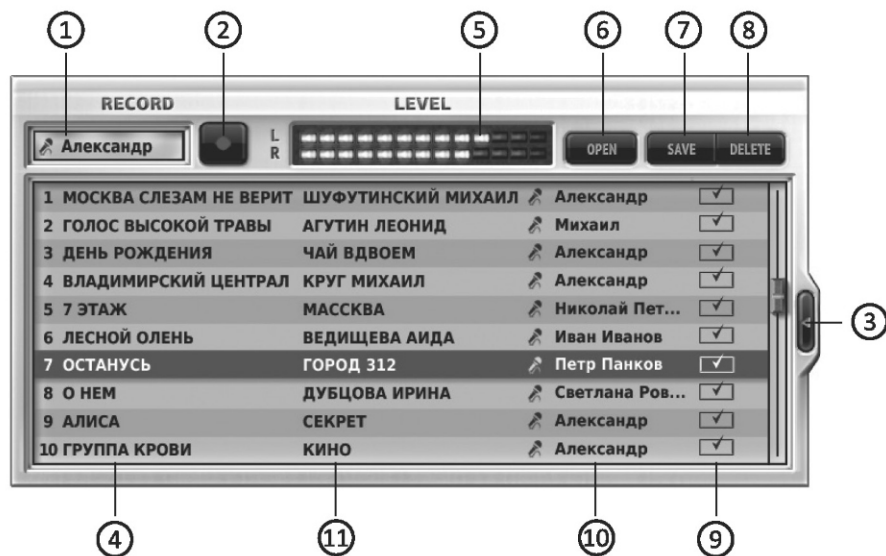 1 2 5 6 7 8
RECORD LEVEL
Александр L R OPEN SAVE DELETE
1 МОСКВА СЛЕЗАМ НЕ ВЕРИТ ШУФУТИНСКИЙ МИХАИЛ Александр
2 ГОЛОС ВЫСОКОЙ ТРАВЫ АГУТИН ЛЕОНИД Михаил
3 ДЕНЬ РОЖДЕНИЯ ЧАЙ ВДВОЕМ Александр
4 ВЛАДИМИРСКИЙ ЦЕНТРАЛ КРУГ МИХАИЛ Александр
5 7 ЭТАЖ МАССКВА Николай Пет...
6 ЛЕСНОЙ ОЛЕНЬ ВЕДИЩЕВА АИДА Иван Иванов
3
7 ОСТАНУСЬ ГОРОД 312 Петр Панков
8 О НЕМ ДУБЦОВА ИРИНА Светлана Ров...
9 АЛИСА СЕКРЕТ Александр
10 ГРУППА КРОВИ КИНО Александр
4 11 10 9